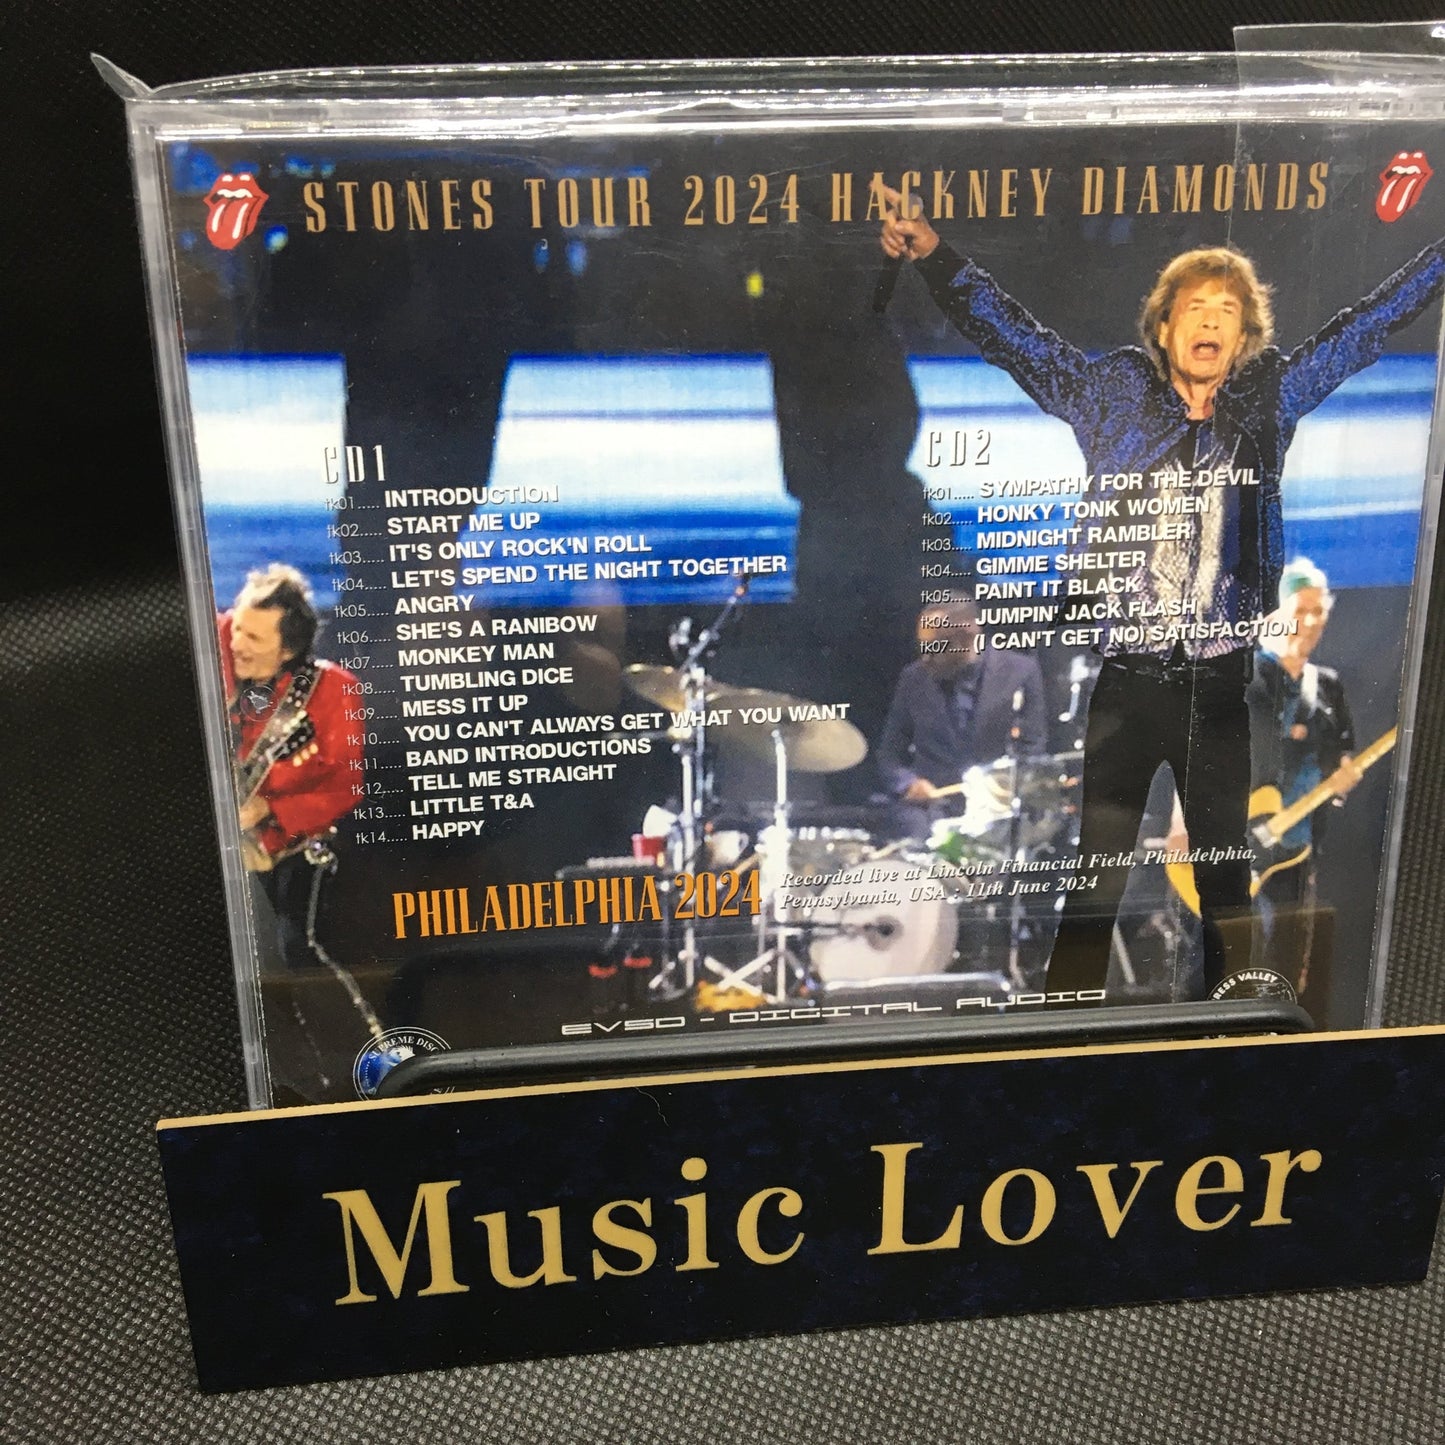 STONES TOUR 2024 HACKNEY DIAMONDS
CD1
tk01..... INTRODUCTION
tk02..... START ME UP
tk03..... IT'S ONLY ROCK'N ROLL
tk04..... LET'S SPEND THE NIGHT TOGETHER
tk05..... ANGRY
tk06..... SHE'S A RANIBOW
tk07..... MONKEY MAN
tk08..... TUMBLING DICE
tk09..... MESS IT UP
tk10..... YOU CAN'T ALWAYS GET WHAT YOU WANT
tk11..... BAND INTRODUCTIONS
tk12..... TELL ME STRAIGHT
tk13..... LITTLE T&A
tk14..... HAPPY
CD2
tk01..... SYMPATHY FOR THE DEVIL
tk02..... HONKY TONK WOMEN
tk03..... MIDNIGHT RAMBLER
tk04..... GIMME SHELTER
tk05..... PAINT IT BLACK
tk06..... JUMPIN' JACK FLASH
tk07..... (I CAN'T GET NO) SATISFACTION
PHILADELPHIA 2024
Recorded live at Lincoln Financial Field, Philadelphia,
Pennsylvania, USA : 11th June 2024
EVSD - DIGITAL AUDIO
VALLEY
Music Lover